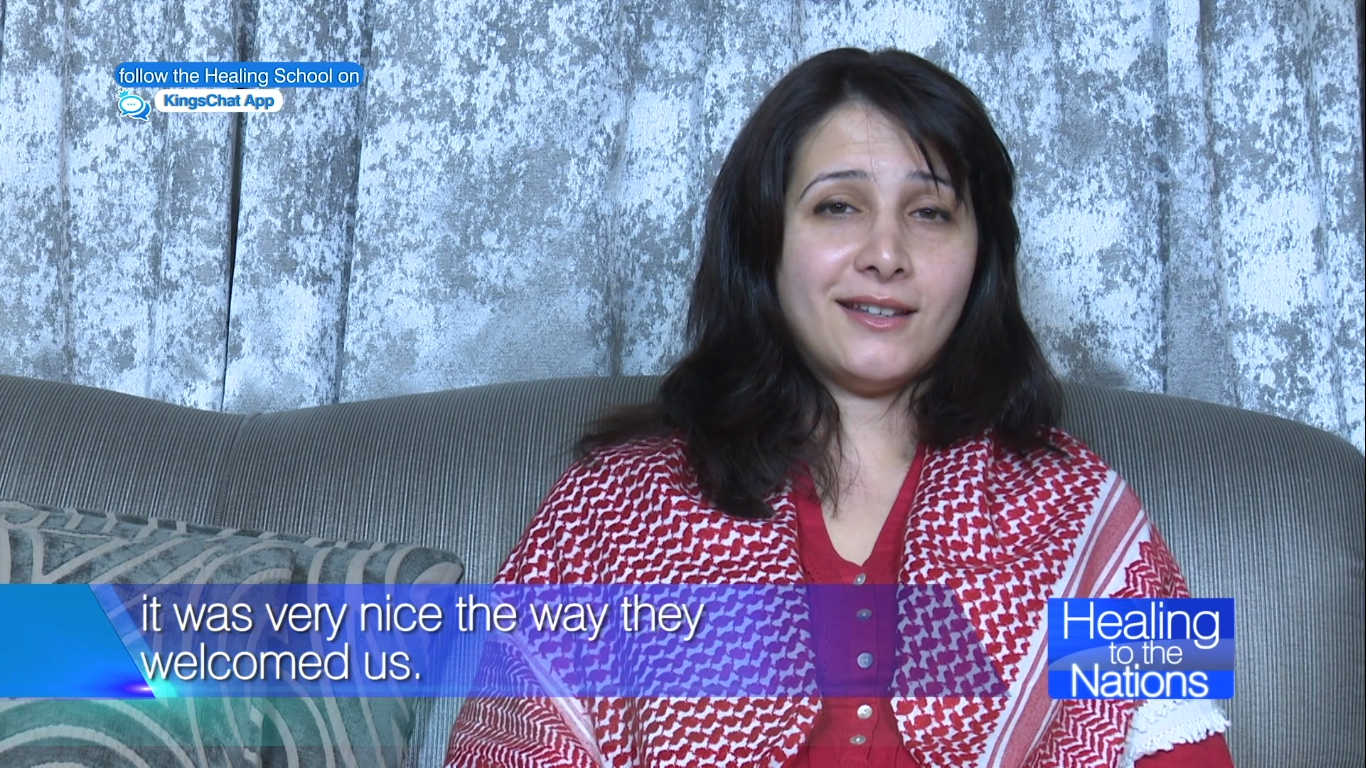 follow the Healing School on
KingsChat App
it was very nice the way they
welcomed us.
Healing
to the
Nations